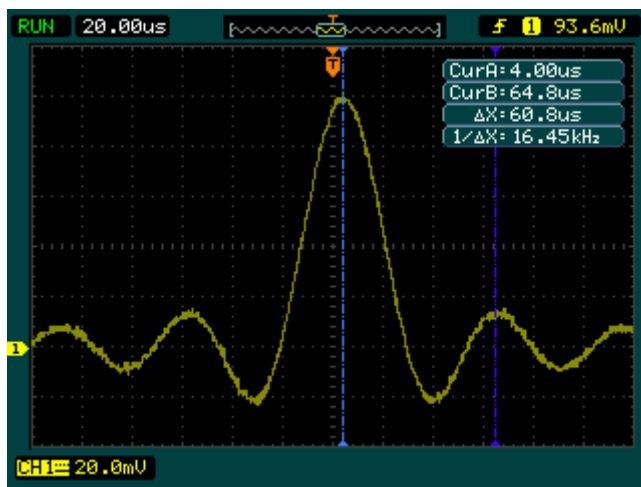 RUN 20.00us T 1 93.6mV
T
CurA:4.00us
CurB:64.8us
ΔX:60.8us
1/ΔX:16.45kHz
1
CH1 20.0mV